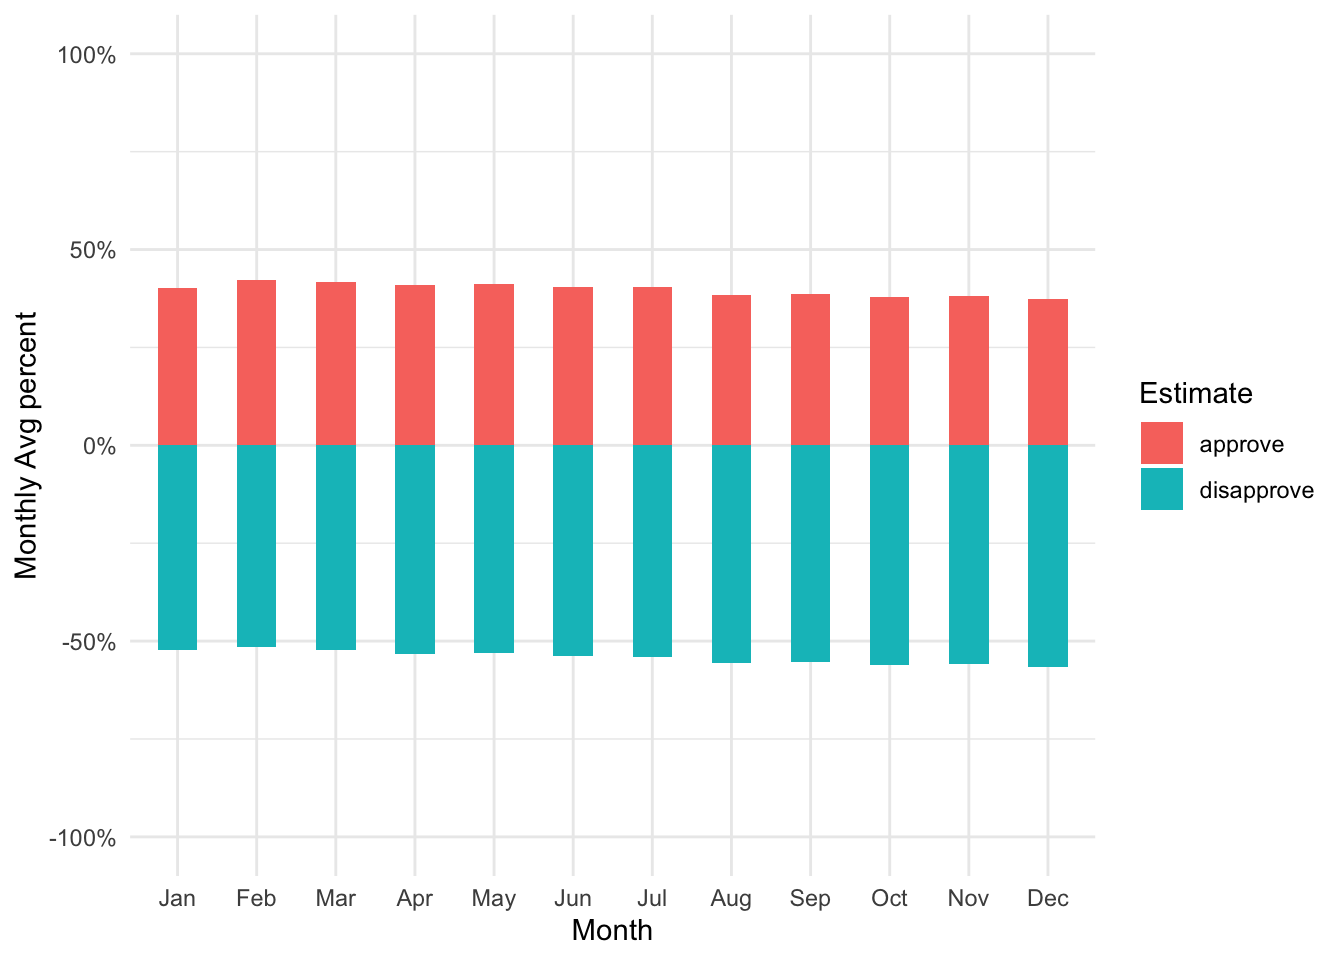 100%
50%
0%
-50%
-100%
Monthly Avg percent
Jan Feb Mar Apr May Jun Jul Aug Sep Oct Nov Dec
Month
Estimate
approve
disapprove